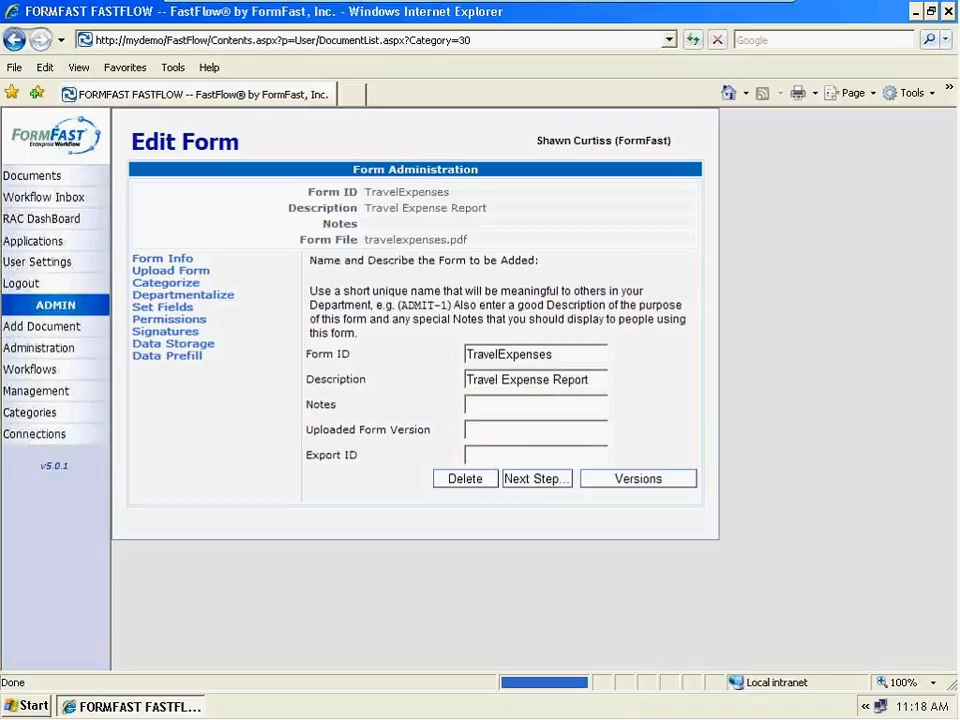 FORMFAST FASTFLOW -- FastFlow® by FormFast, Inc. - Windows Internet Explorer
http://mydemo/FastFlow/Contents.aspx?p=User/DocumentList.aspx?Category=30
Google
File Edit View Favorites Tools Help
FORMFAST FASTFLOW -- FastFlow® by FormFast, Inc.
Page Tools »
FORMFAST
Enterprise Workflow
Edit Form
Shawn Curtiss (FormFast)
Form Administration
Form ID TravelExpenses
Description Travel Expense Report
Notes
Form File travelexpenses.pdf
Documents
Workflow Inbox
RAC DashBoard
Applications
User Settings
Logout
ADMIN
Add Document
Administration
Workflows
Management
Categories
Connections
v5.0.1
Form Info
Upload Form
Categorize
Departmentalize
Set Fields
Permissions
Signatures
Data Storage
Data Prefill
Name and Describe the Form to be Added:
Use a short unique name that will be meaningful to others in your
Department, e.g. (ADMIT-1) Also enter a good Description of the purpose
of this form and any special Notes that you should display to people using
this form.
Form ID TravelExpenses
Description Travel Expense Report
Notes
Uploaded Form Version
Export ID
Delete Next Step... Versions
Done Local intranet 100%
Start FORMFAST FASTFL... « 11:18 AM